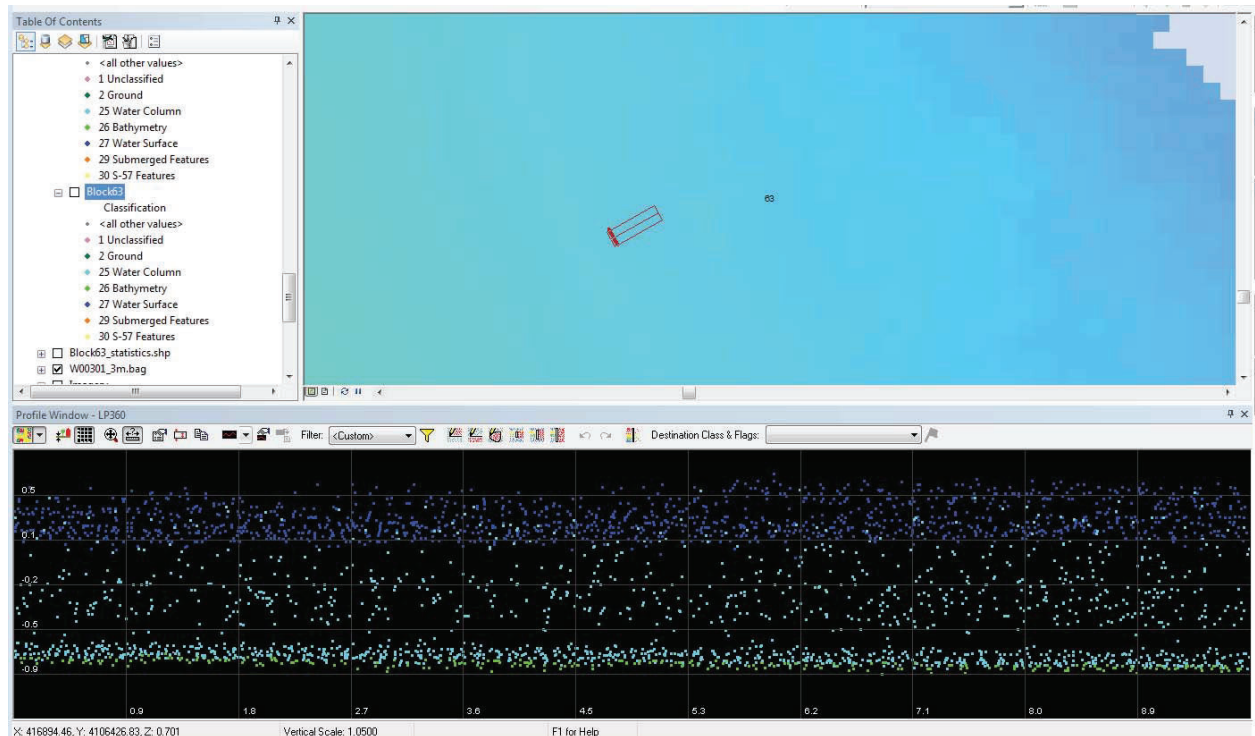 Table Of Contents
<all other values>
1 Unclassified
2 Ground
25 Water Column
26 Bathymetry
27 Water Surface
29 Submerged Features
30 S-57 Features
Block63
Classification
<all other values>
1 Unclassified
2 Ground
25 Water Column
26 Bathymetry
27 Water Surface
29 Submerged Features
30 S-57 Features
Block63_statistics.shp
W00301_3m.bag
63
Profile Window - LP360
Filter: <Custom> Destination Class & Flags:
0.5
0.1
-0.2
-0.5
-0.9
0.9 1.8 2.7 3.6 4.5 5.3 6.2 7.1 8.0 8.9
X: 416894.46, Y: 4106426.83, Z: 0.701 Vertical Scale: 1.0500 F1 for Help